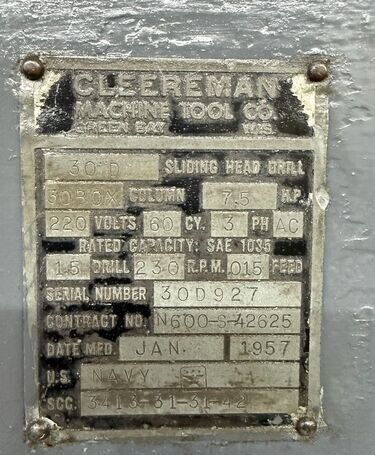 CLEEREMAN
MACHINE TOOL CO.
GREEN BAY WIS.
30 D SLIDING HEAD DRILL
30BOX COLUMN 7.5 H.P.
220 VOLTS 60 CY. 3 PH AC
RATED CAPACITY: SAE 1035
1.5 DRILL 230 R.P.M. .015 FEED
SERIAL NUMBER 30D927
CONTRACT NO. N600-S-42625
DATE MFD. JAN. 1957
U.S. NAVY
SCC. 3413-31-31-42